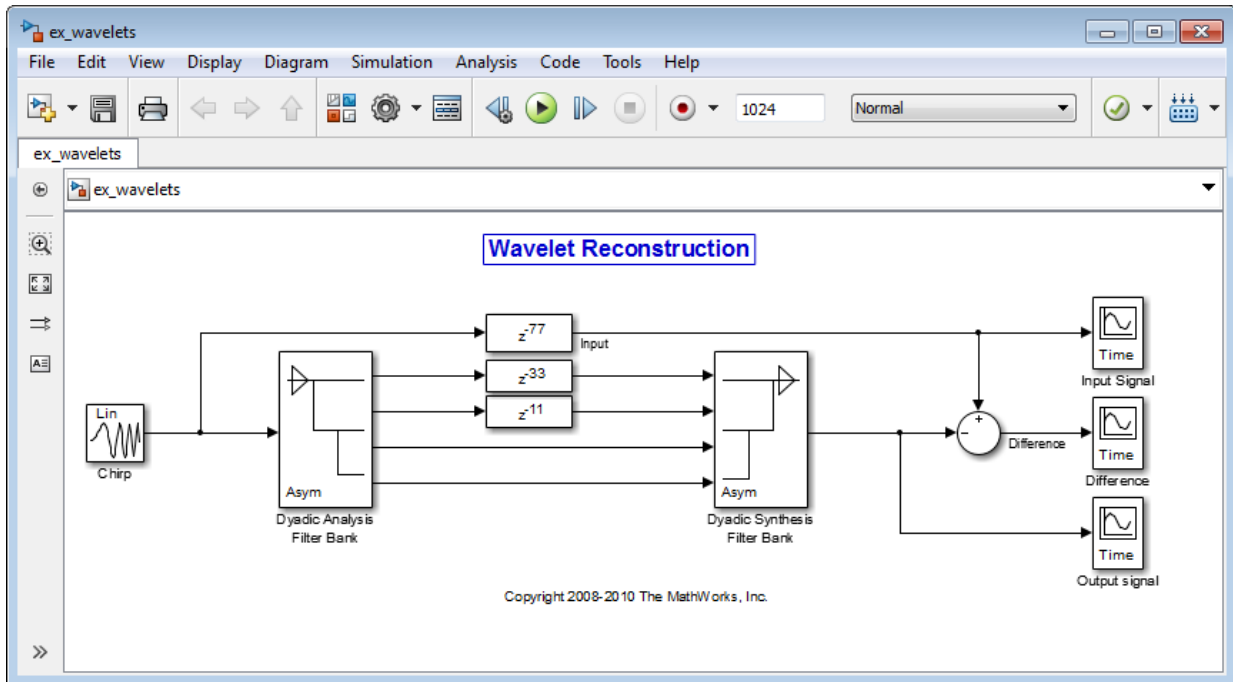 ex_wavelets
File Edit View Display Diagram Simulation Analysis Code Tools Help
1024 Normal
ex_wavelets
ex_wavelets
Wavelet Reconstruction
z-77
Input
Time
Input Signal
z-33
z-11
Lin
Chirp
Asym
Dyadic Analysis
Filter Bank
Asym
Dyadic Synthesis
Filter Bank
+
-
Difference
Time
Difference
Time
Output signal
Copyright 2008-2010 The MathWorks, Inc.